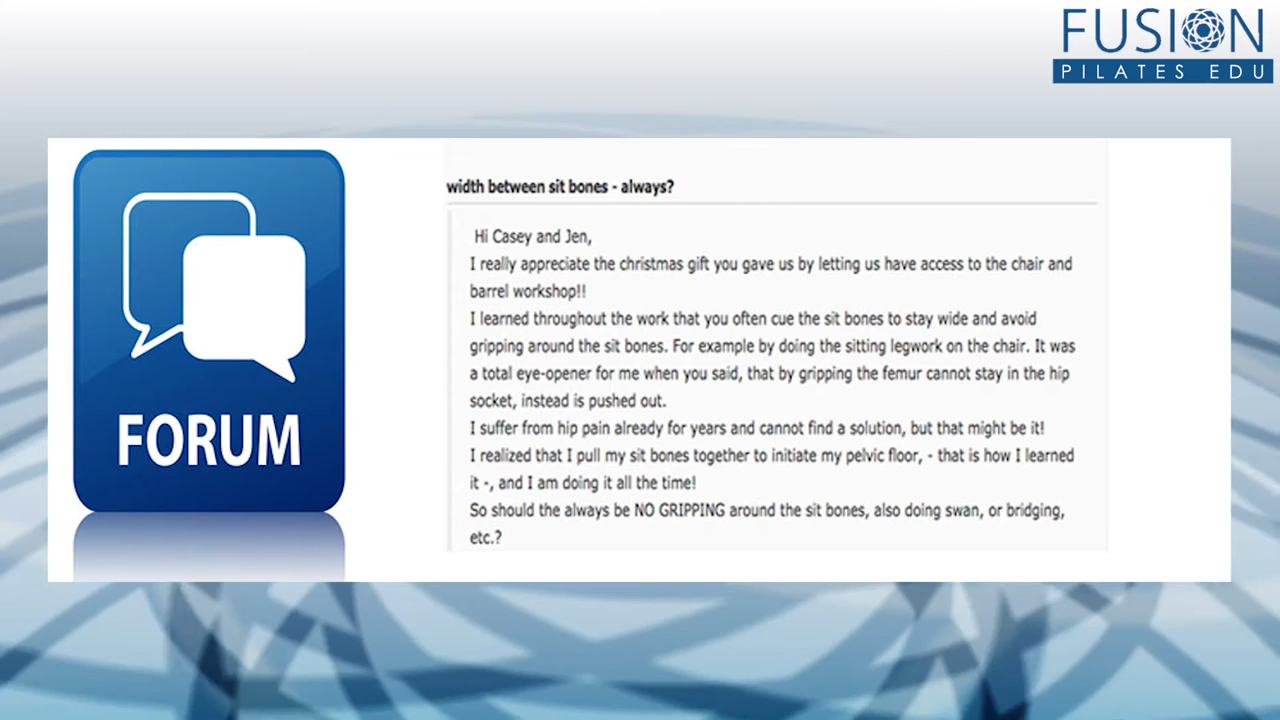 FUSION
PILATES EDU
FORUM
width between sit bones - always?
Hi Casey and Jen,
I really appreciate the christmas gift you gave us by letting us have access to the chair and
barrel workshop!!
I learned throughout the work that you often cue the sit bones to stay wide and avoid
gripping around the sit bones. For example by doing the sitting legwork on the chair. It was
a total eye-opener for me when you said, that by gripping the femur cannot stay in the hip
socket, instead is pushed out.
I suffer from hip pain already for years and cannot find a solution, but that might be it!
I realized that I pull my sit bones together to initiate my pelvic floor, - that is how I learned
it -, and I am doing it all the time!
So should the always be NO GRIPPING around the sit bones, also doing swan, or bridging,
etc.?